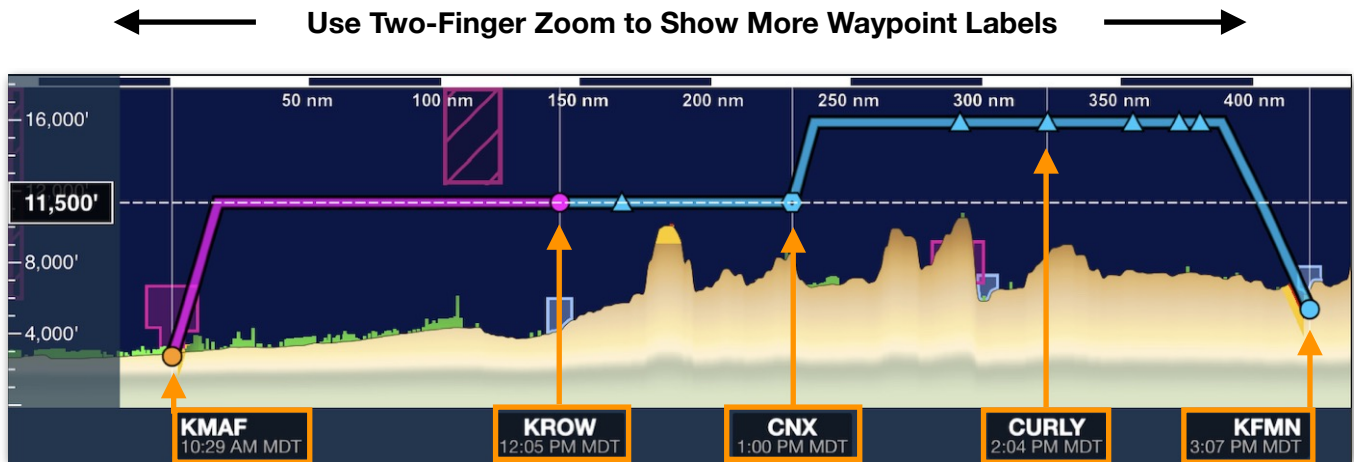 Use Two-Finger Zoom to Show More Waypoint Labels
50 nm
100 nm
150 nm
200 nm
250 nm
300 nm
350 nm
400 nm
16,000'
12,000'
11,500'
8,000'
4,000'
KMAF
10:29 AM MDT
KROW
12:05 PM MDT
CNX
1:00 PM MDT
CURLY
2:04 PM MDT
KFMN
3:07 PM MDT